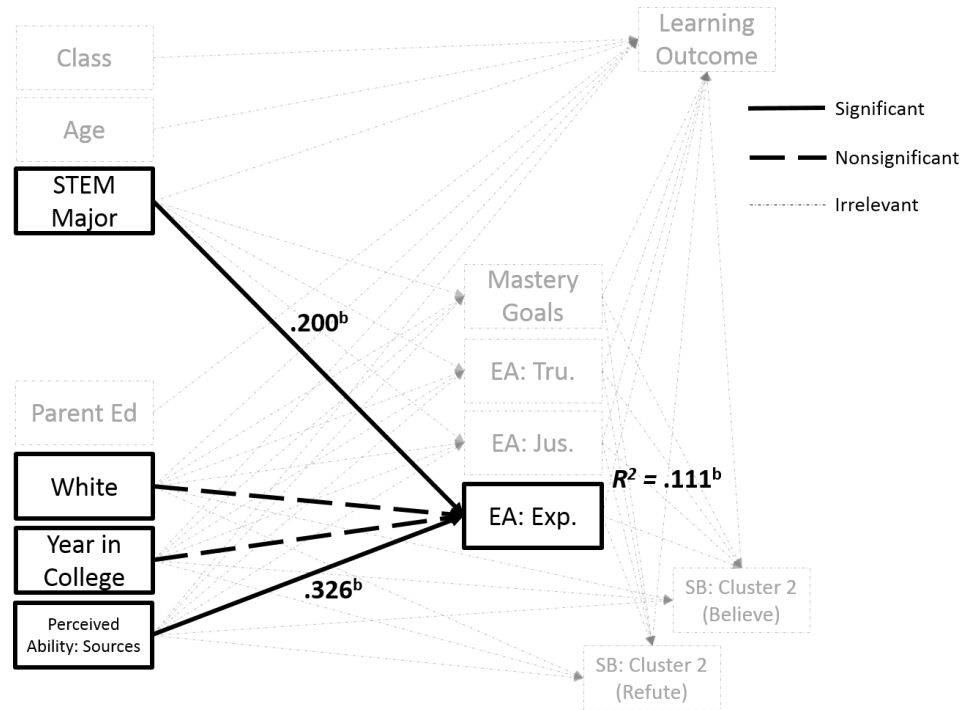 Class
Age
STEM
Major
Parent Ed
White
Year in
College
Perceived
Ability: Sources
.200ᵇ
.326ᵇ
Mastery
Goals
EA: Tru.
EA: Jus.
EA: Exp.
R² = .111ᵇ
Learning
Outcome
SB: Cluster 2
(Believe)
SB: Cluster 2
(Refute)
Significant
Nonsignificant
Irrelevant